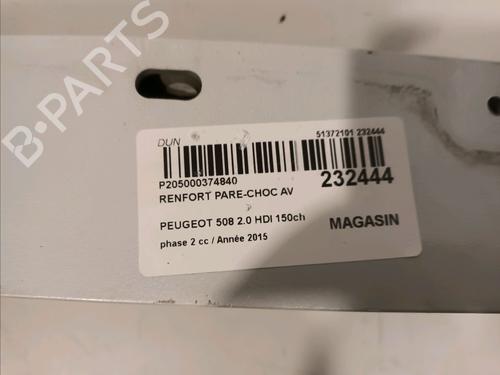 B-PARTS
DUN
51372101 232444
P205000374840
232444
RENFORT PARE-CHOC AV
PEUGEOT 508 2.0 HDI 150ch
MAGASIN
phase 2 cc / Année 2015